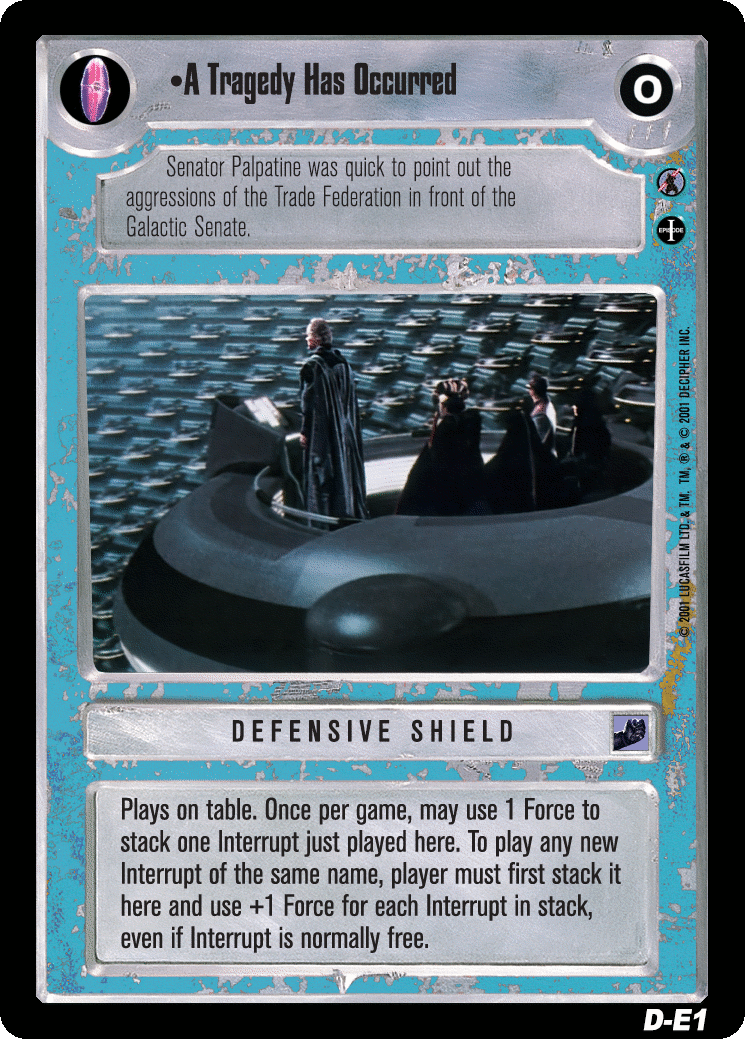 •A Tragedy Has Occurred
O
Senator Palpatine was quick to point out the
aggressions of the Trade Federation in front of the
Galactic Senate.
EPISODE
I
© 2001 LUCASFILM LTD. & TM, TM, ® & © 2001 DECIPHER INC.
DEFENSIVE SHIELD
Plays on table. Once per game, may use 1 Force to
stack one Interrupt just played here. To play any new
Interrupt of the same name, player must first stack it
here and use +1 Force for each Interrupt in stack,
even if Interrupt is normally free.
D-E1